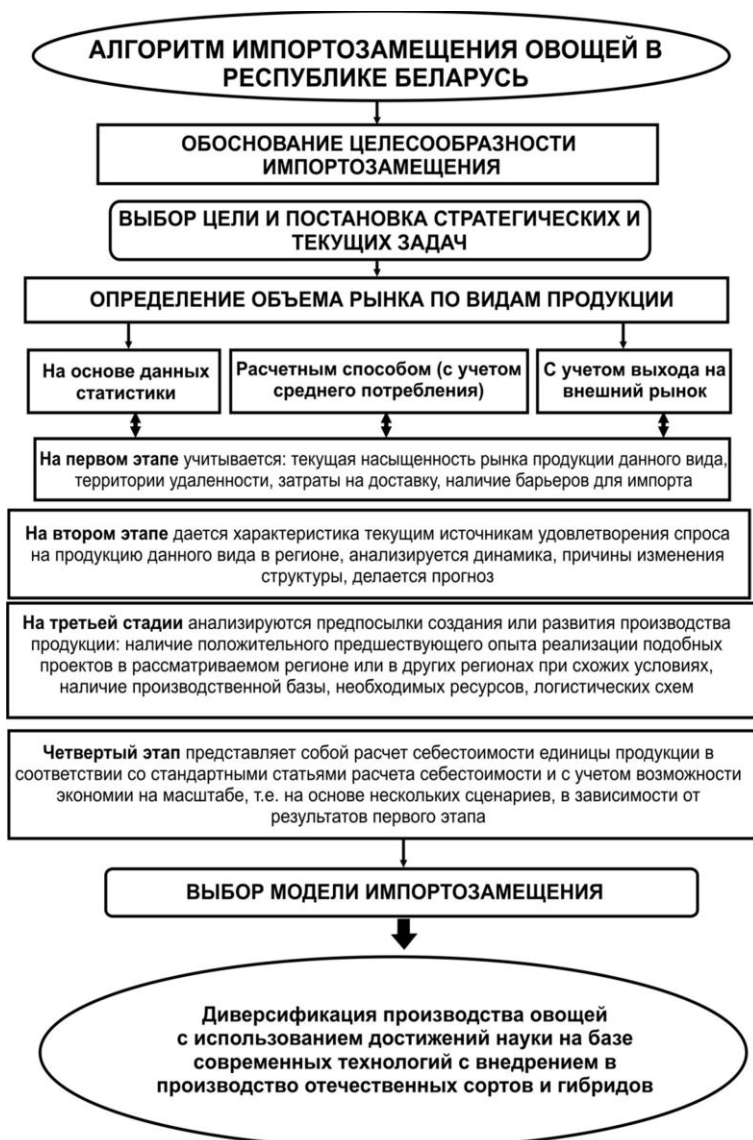 АЛГОРИТМ ИМПОРТОЗАМЕЩЕНИЯ ОВОЩЕЙ В
РЕСПУБЛИКЕ БЕЛАРУСЬ
ОБОСНОВАНИЕ ЦЕЛЕСООБРАЗНОСТИ
ИМПОРТОЗАМЕЩЕНИЯ
ВЫБОР ЦЕЛИ И ПОСТАНОВКА СТРАТЕГИЧЕСКИХ И
ТЕКУЩИХ ЗАДАЧ
ОПРЕДЕЛЕНИЕ ОБЪЕМА РЫНКА ПО ВИДАМ ПРОДУКЦИИ
На основе данных
статистики
Расчетным способом (с учетом
среднего потребления)
С учетом выхода на
внешний рынок
На первом этапе учитывается: текущая насыщенность рынка продукции данного вида,
территории удаленности, затраты на доставку, наличие барьеров для импорта
На втором этапе дается характеристика текущим источникам удовлетворения спроса
на продукцию данного вида в регионе, анализируется динамика, причины изменения
структуры, делается прогноз
На третьей стадии анализируются предпосылки создания или развития производства
продукции: наличие положительного предшествующего опыта реализации подобных
проектов в рассматриваемом регионе или в других регионах при схожих условиях,
наличие производственной базы, необходимых ресурсов, логистических схем
Четвертый этап представляет собой расчет себестоимости единицы продукции в
соответствии со стандартными статьями расчета себестоимости и с учетом возможности
экономии на масштабе, т.е. на основе нескольких сценариев, в зависимости от
результатов первого этапа
ВЫБОР МОДЕЛИ ИМПОРТОЗАМЕЩЕНИЯ
Диверсификация производства овощей
с использованием достижений науки на базе
современных технологий с внедрением в
производство отечественных сортов и гибридов